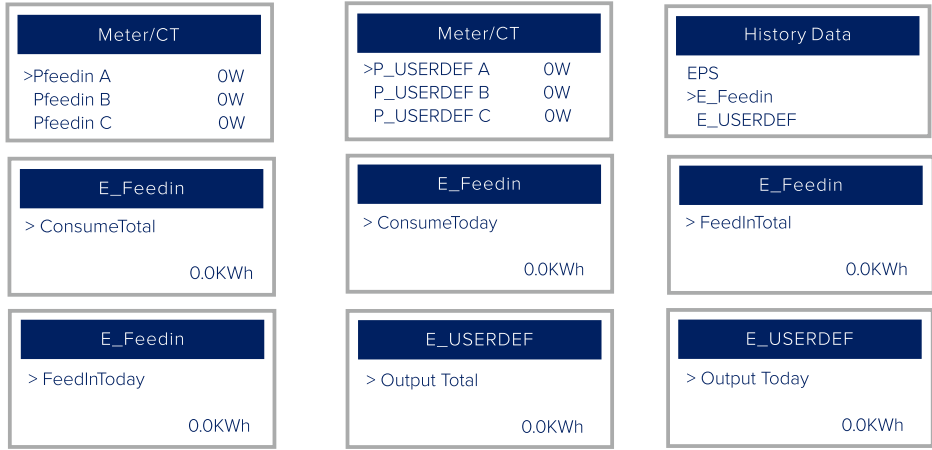 Meter/CT
>Pfeedin A 0W
Pfeedin B 0W
Pfeedin C 0W
Meter/CT
>P_USERDEF A 0W
P_USERDEF B 0W
P_USERDEF C 0W
History Data
EPS
>E_Feedin
E_USERDEF
E_Feedin
> ConsumeTotal
0.0KWh
E_Feedin
> ConsumeToday
0.0KWh
E_Feedin
> FeedInTotal
0.0KWh
E_Feedin
> FeedInToday
0.0KWh
E_USERDEF
> Output Total
0.0KWh
E_USERDEF
> Output Today
0.0KWh